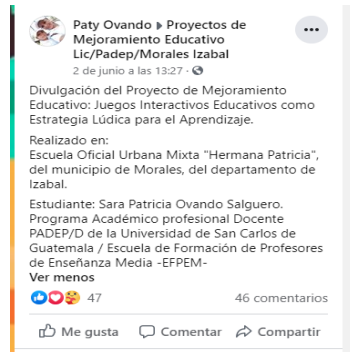 Paty Ovando ▸ Proyectos de
Mejoramiento Educativo
Lic/Padep/Morales Izabal
2 de junio a las 13:27 ·
Divulgación del Proyecto de Mejoramiento
Educativo: Juegos Interactivos Educativos como
Estrategia Lúdica para el Aprendizaje.
Realizado en:
Escuela Oficial Urbana Mixta "Hermana Patricia",
del municipio de Morales, del departamento de
Izabal.
Estudiante: Sara Patricia Ovando Salguero.
Programa Académico profesional Docente
PADEP/D de la Universidad de San Carlos de
Guatemala / Escuela de Formación de Profesores
de Enseñanza Media -EFPEM-
Ver menos
47 46 comentarios
Me gusta Comentar Compartir